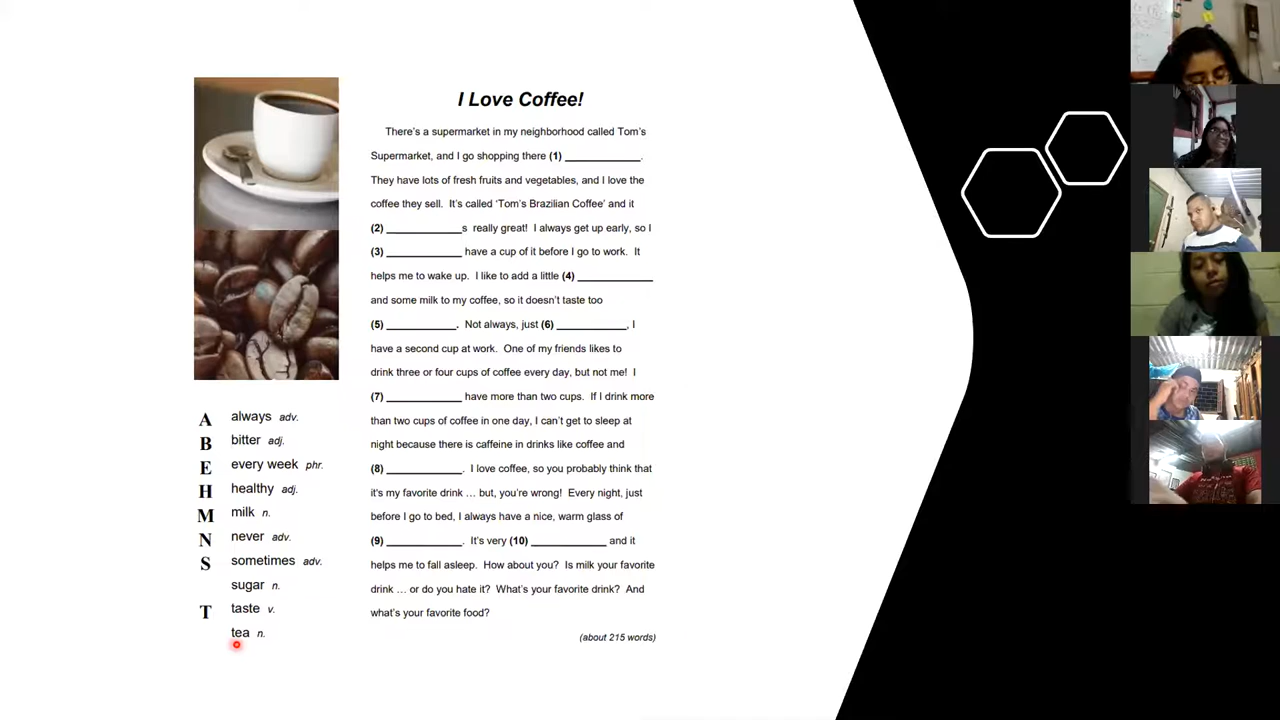 I Love Coffee!
There's a supermarket in my neighborhood called Tom's
Supermarket, and I go shopping there (1) _____________.
They have lots of fresh fruits and vegetables, and I love the
coffee they sell. It's called 'Tom's Brazilian Coffee' and it
(2) _____________s really great! I always get up early, so I
(3) _____________ have a cup of it before I go to work. It
helps me to wake up. I like to add a little (4) _____________
and some milk to my coffee, so it doesn't taste too
(5) ____________. Not always, just (6) ____________, I
have a second cup at work. One of my friends likes to
drink three or four cups of coffee every day, but not me! I
(7) _____________ have more than two cups. If I drink more
than two cups of coffee in one day, I can't get to sleep at
night because there is caffeine in drinks like coffee and
(8) _____________. I love coffee, so you probably think that
it's my favorite drink … but, you're wrong! Every night, just
before I go to bed, I always have a nice, warm glass of
(9) _____________. It's very (10) _____________ and it
helps me to fall asleep. How about you? Is milk your favorite
drink … or do you hate it? What's your favorite drink? And
what's your favorite food?
(about 215 words)
A always adv.
B bitter adj.
E every week phr.
H healthy adj.
M milk n.
N never adv.
S sometimes adv.
sugar n.
T taste v.
tea n.